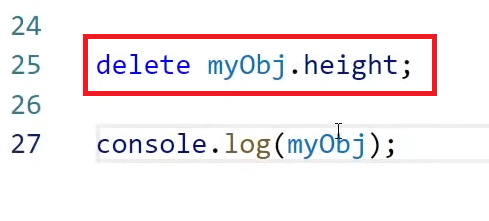 24
25 delete myObj.height;
26
27 console.log(myObj);